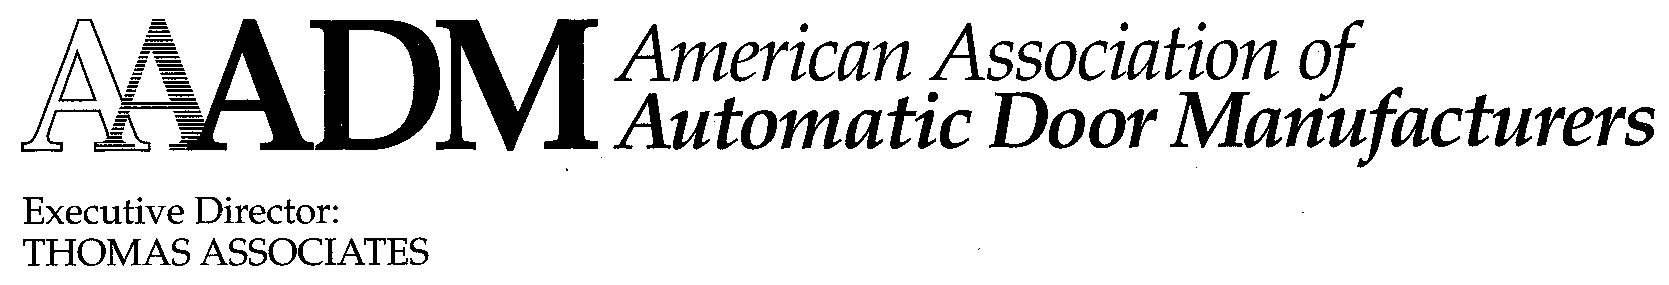 AAADM American Association of
Automatic Door Manufacturers
Executive Director:
THOMAS ASSOCIATES